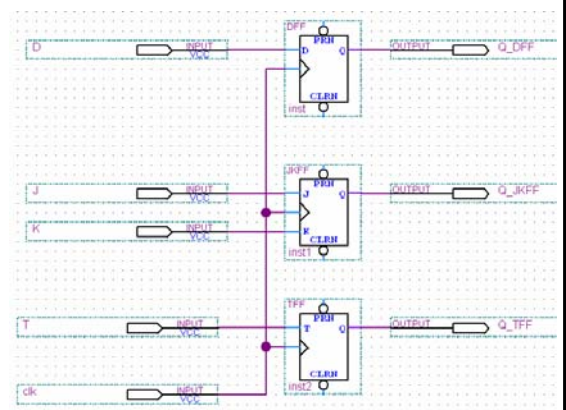 DFF
PRN
D INPUT VCC D Q OUTPUT Q_DFF
CLRN
inst
JKFF
PRN
J INPUT VCC J Q OUTPUT Q_JKFF
K INPUT VCC K
CLRN
inst1
TFF
PRN
T INPUT VCC T Q OUTPUT Q_TFF
CLRN
inst2
clk INPUT VCC